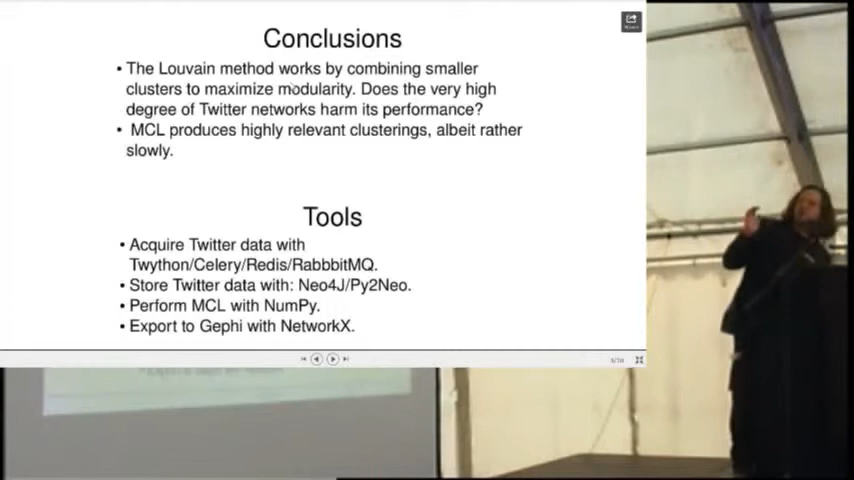 Conclusions
• The Louvain method works by combining smaller
clusters to maximize modularity. Does the very high
degree of Twitter networks harm its performance?
• MCL produces highly relevant clusterings, albeit rather
slowly.
Tools
• Acquire Twitter data with
Twython/Celery/Redis/RabbbitMQ.
• Store Twitter data with: Neo4J/Py2Neo.
• Perform MCL with NumPy.
• Export to Gephi with NetworkX.